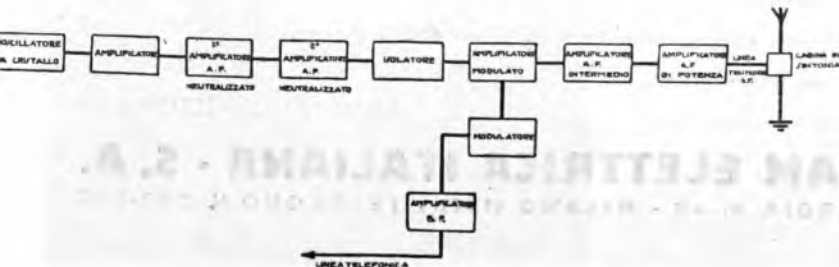 OSCILLATORE
A CRISTALLO
AMPLIFICATORE
1°
AMPLIFICATORE
A.F.
NEUTRALIZZATO
2°
AMPLIFICATORE
A.F.
NEUTRALIZZATO
ISOLATORE
AMPLIFICATORE
MODULATO
AMPLIFICATORE
A.F.
INTERMEDIO
AMPLIFICATORE
A.F.
DI POTENZA
LINEA
A.F.
CABINA DI
SINTONIA
MODULATORE
AMPLIFICATORE
B.F.
LINEA TELEFONICA
AM ELETTRICA ITALIANA - S.A.
MILANO